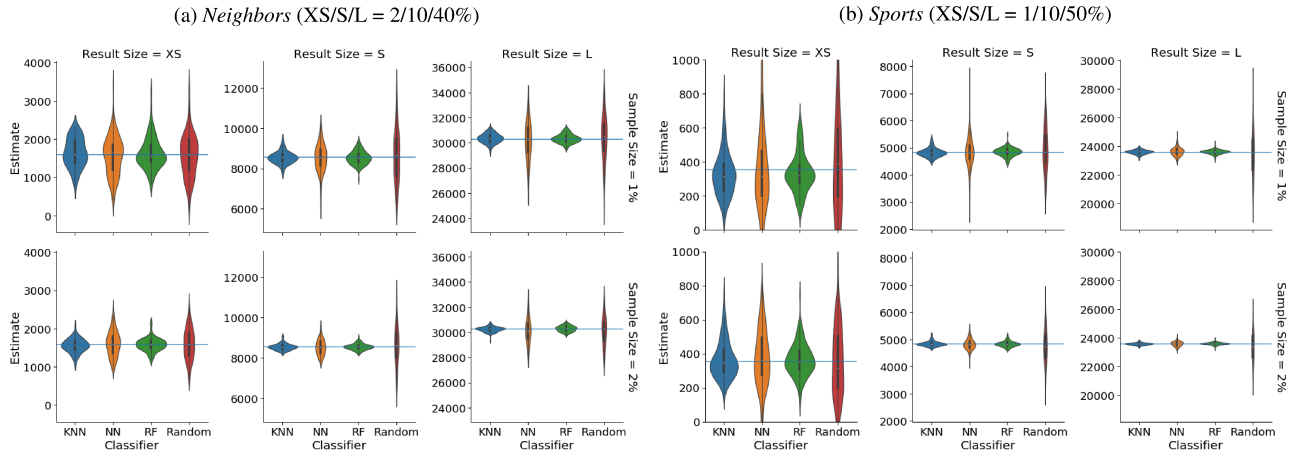 (a) Neighbors (XS/S/L = 2/10/40%)
(b) Sports (XS/S/L = 1/10/50%)
Result Size = XS
Result Size = S
Result Size = L
Result Size = XS
Result Size = S
Result Size = L
Estimate
4000
3000
2000
1000
0
12000
10000
8000
6000
36000
34000
32000
30000
28000
26000
24000
Sample Size = 1%
Estimate
1000
800
600
400
200
0
8000
7000
6000
5000
4000
3000
2000
30000
28000
26000
24000
22000
20000
Sample Size = 1%
Estimate
4000
3000
2000
1000
0
12000
10000
8000
6000
36000
34000
32000
30000
28000
26000
24000
Sample Size = 2%
Estimate
1000
800
600
400
200
0
8000
7000
6000
5000
4000
3000
2000
30000
28000
26000
24000
22000
20000
Sample Size = 2%
KNN NN RF Random
KNN NN RF Random
KNN NN RF Random
KNN NN RF Random
KNN NN RF Random
KNN NN RF Random
Classifier
Classifier
Classifier
Classifier
Classifier
Classifier